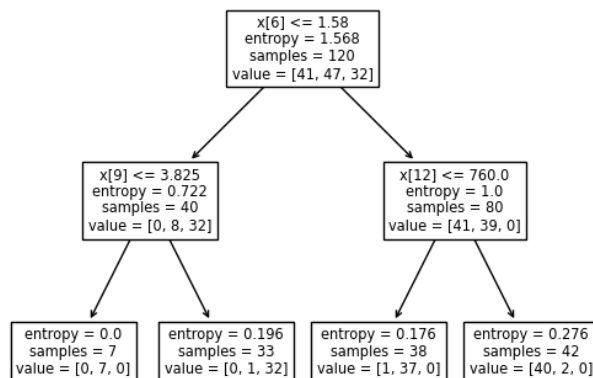 x[6] <= 1.58
entropy = 1.568
samples = 120
value = [41, 47, 32]
x[9] <= 3.825
entropy = 0.722
samples = 40
value = [0, 8, 32]
x[12] <= 760.0
entropy = 1.0
samples = 80
value = [41, 39, 0]
entropy = 0.0
samples = 7
value = [0, 7, 0]
entropy = 0.196
samples = 33
value = [0, 1, 32]
entropy = 0.176
samples = 38
value = [1, 37, 0]
entropy = 0.276
samples = 42
value = [40, 2, 0]